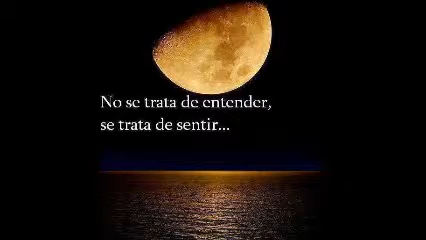 No se trata de entender,
se trata de sentir...